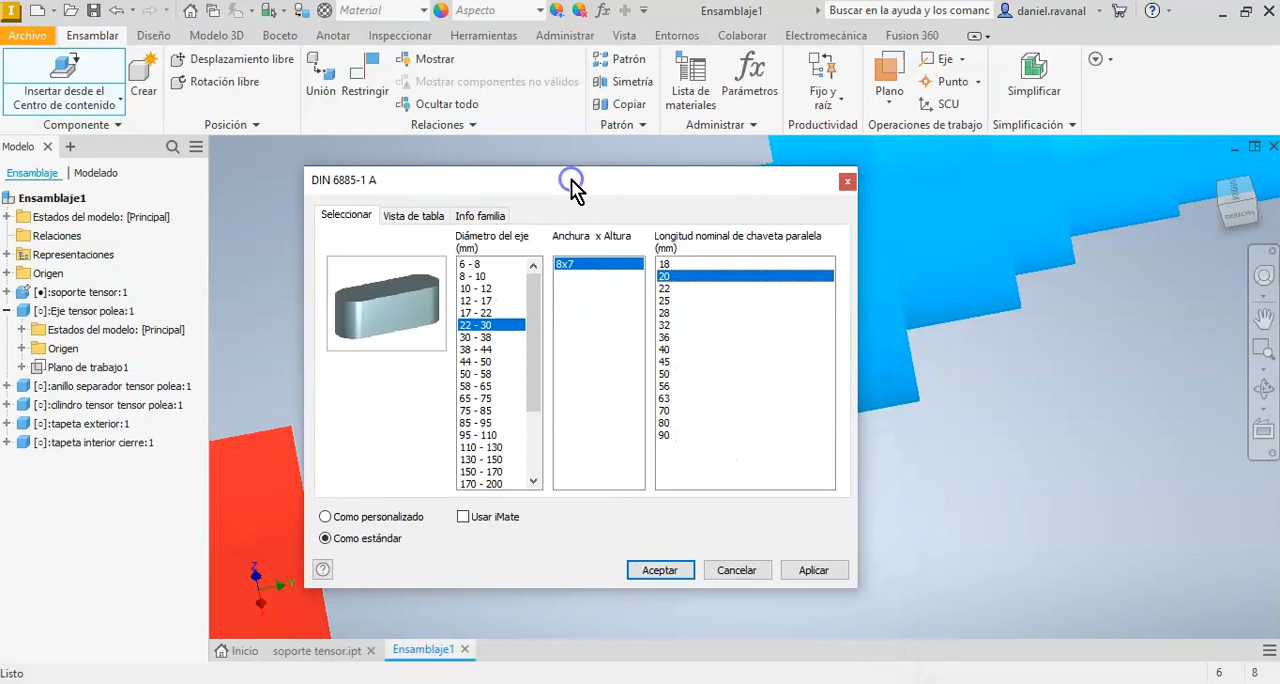 Material
Aspecto
Ensamblaje1
Buscar en la ayuda y los comanc
daniel.ravanal
Archivo Ensamblar Diseño Modelo 3D Boceto Anotar Inspeccionar Herramientas Administrar Vista Entornos Colaborar Electromecánica Fusion 360
Insertar desde el
Centro de contenido
Crear
Componente
Desplazamiento libre
Rotación libre
Posición
Unión
Restringir
Mostrar
Mostrar componentes no válidos
Ocultar todo
Relaciones
Patrón
Simetría
Copiar
Patrón
Lista de
materiales
Parámetros
Administrar
Fijo y
raíz
Productividad
Plano
Eje
Punto
SCU
Operaciones de trabajo
Simplificar
Simplificación
Modelo
Ensamblaje Modelado
Ensamblaje1
Estados del modelo: [Principal]
Relaciones
Representaciones
Origen
[●]:soporte tensor:1
[○]:Eje tensor polea:1
Estados del modelo: [Principal]
Origen
Plano de trabajo1
[○]:anillo separador tensor polea:1
[○]:cilindro tensor tensor polea:1
[○]:tapeta exterior:1
[○]:tapeta interior cierre:1
DIN 6885-1 A
Seleccionar Vista de tabla Info familia
Diámetro del eje
(mm)
6 - 8
8 - 10
10 - 12
12 - 17
17 - 22
22 - 30
30 - 38
38 - 44
44 - 50
50 - 58
58 - 65
65 - 75
75 - 85
85 - 95
95 - 110
110 - 130
130 - 150
150 - 170
170 - 200
Anchura x Altura
8x7
Longitud nominal de chaveta paralela
(mm)
18
20
22
25
28
32
36
40
45
50
56
63
70
80
90
Como personalizado
Como estándar
Usar iMate
Aceptar
Cancelar
Aplicar
DERECHA
Z
Y
Inicio
soporte tensor.ipt
Ensamblaje1
Listo
6
8